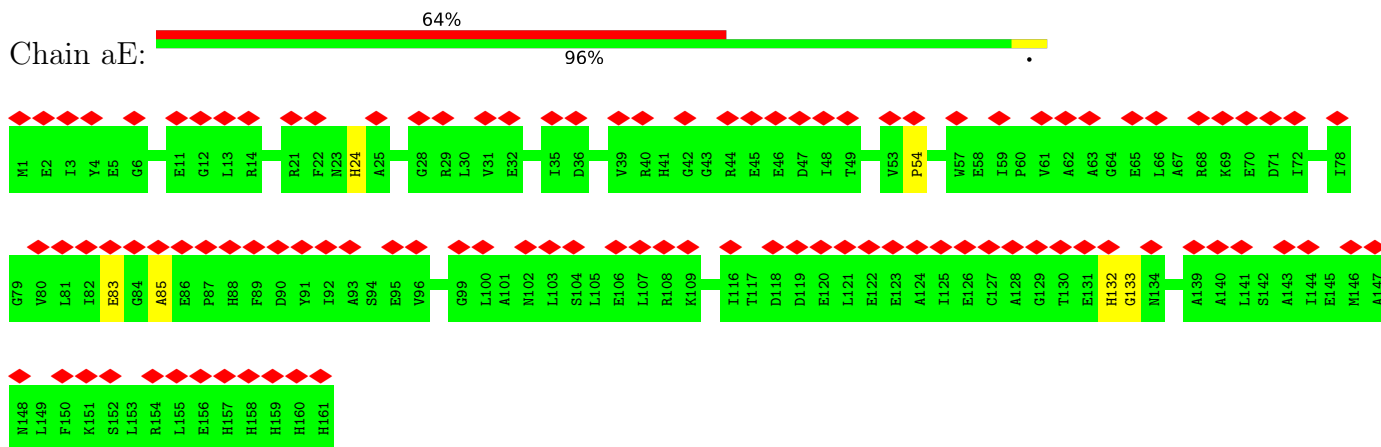 64%
Chain aE:
96%
.
M1 E2 I3 Y4 E5 G6 E11 G12 L13 R14 R21 F22 N23 H24 A25 G28 R29 L30 V31 E32 I35 D36 V39 R40 H41 G42 G43 R44 E45 E46 D47 I48 T49 V53 P54 W57 E58 I59 P60 V61 A62 A63 G64 E65 L66 A67 R68 K69 E70 D71 I72 I78
G79 V80 L81 I82 E83 G84 A85 E86 P87 H88 F89 D90 Y91 I92 A93 S94 E95 V96 G99 L100 A101 N102 L103 S104 L105 E106 L107 R108 K109 I116 T117 D118 D119 E120 L121 E122 E123 A124 I125 E126 C127 A128 G129 T130 E131 H132 G133 N134 A139 A140 L141 S142 A143 I144 E145 M146 A147
N148 L149 F150 K151 S152 L153 R154 L155 E156 H157 H158 H159 H160 H161